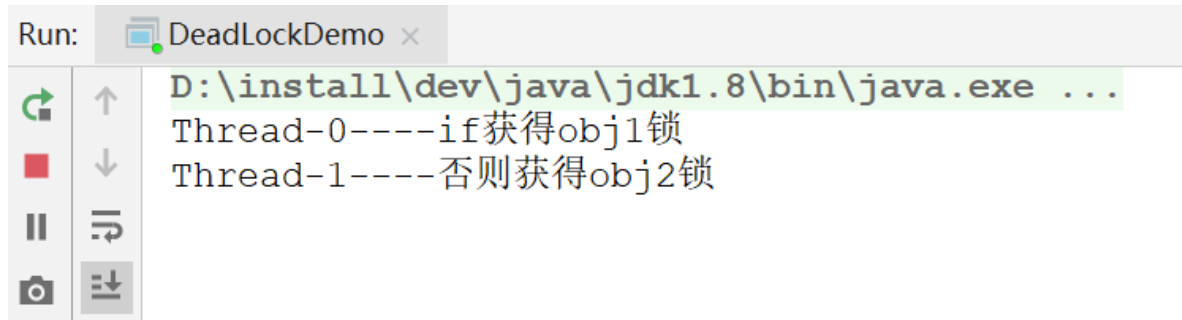 Run: DeadLockDemo
D:\install\dev\java\jdk1.8\bin\java.exe ...
Thread-0----if获得obj1锁
Thread-1----否则获得obj2锁